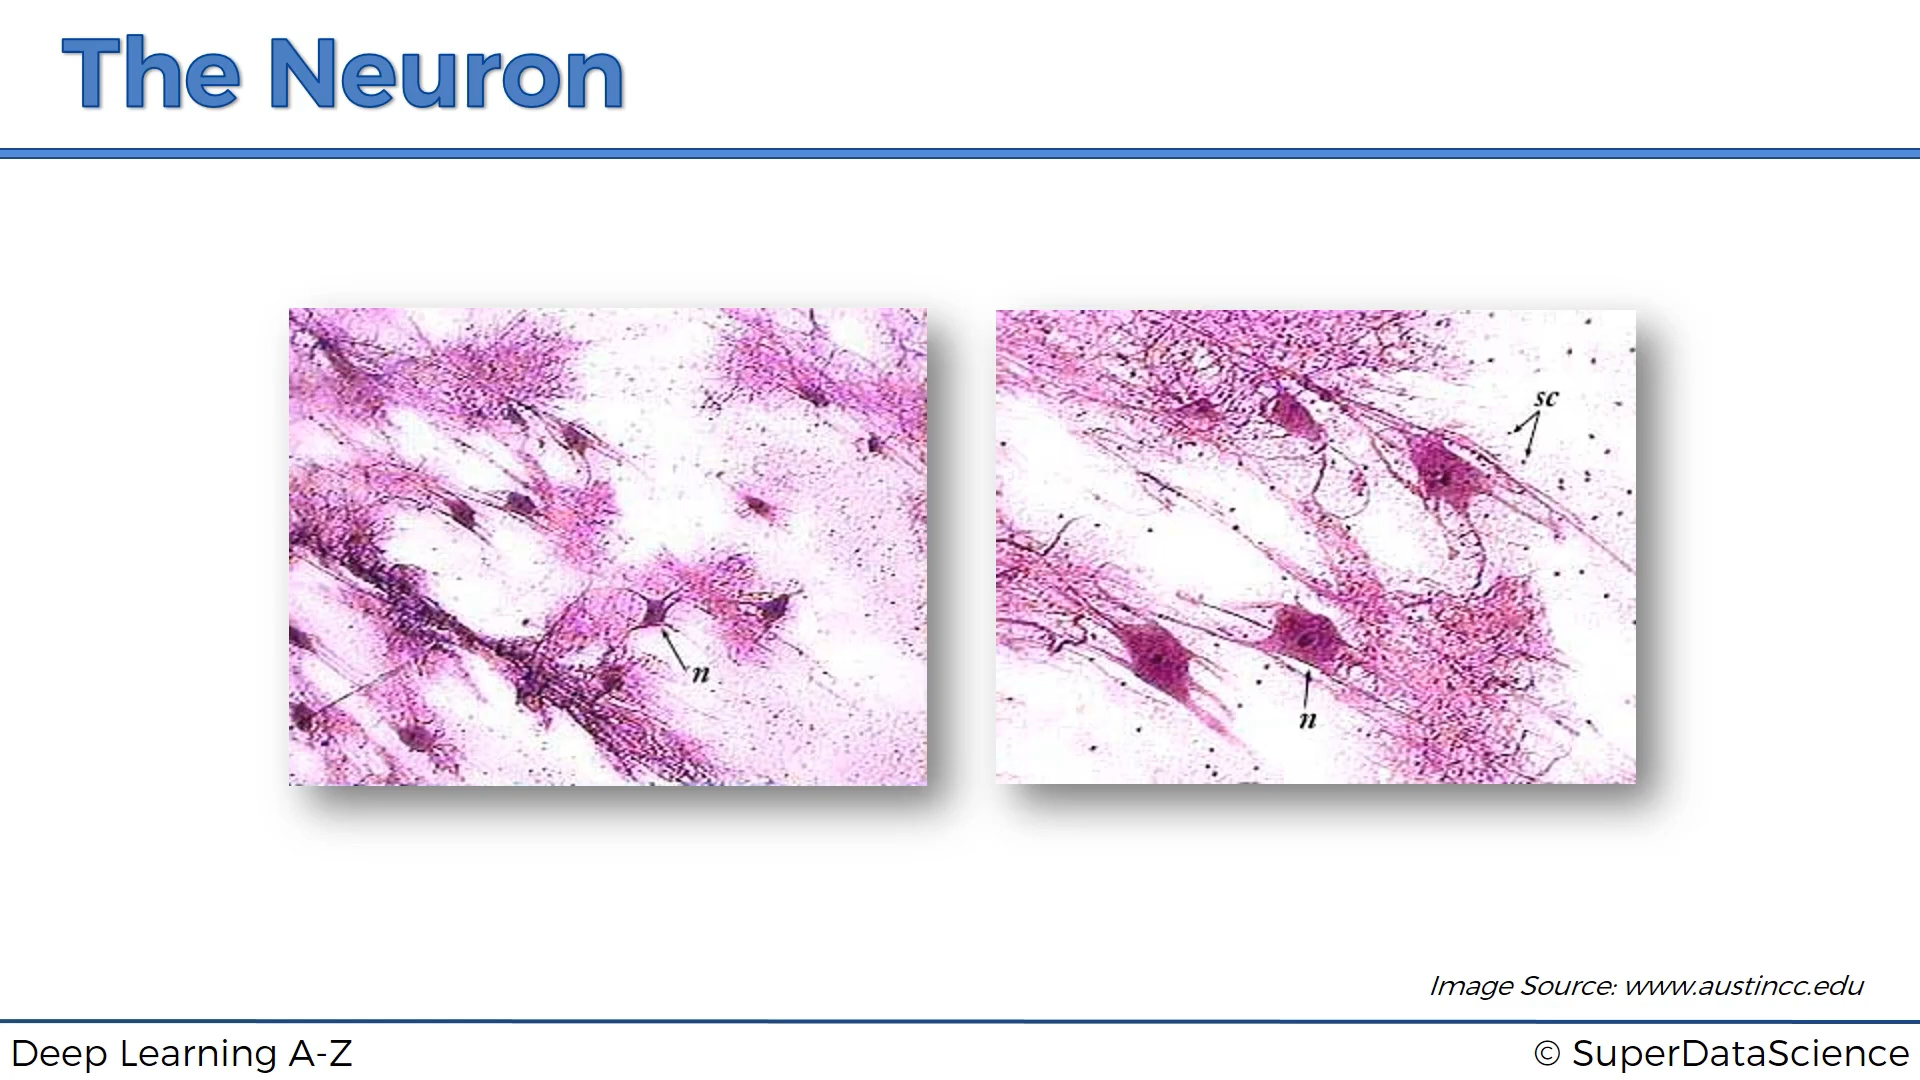 The Neuron
sc
n
n
Image Source: www.austincc.edu
Deep Learning A-Z
© SuperDataScience